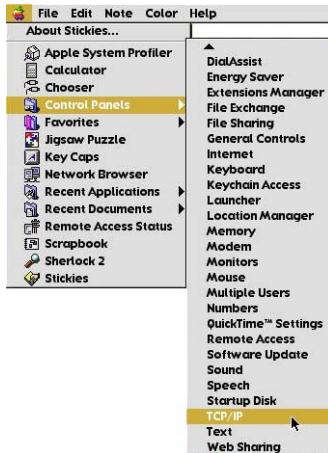 File Edit Note Color Help
About Stickies...
Apple System Profiler
Calculator
Chooser
Control Panels
Favorites
Jigsaw Puzzle
Key Caps
Network Browser
Recent Applications
Recent Documents
Remote Access Status
Scrapbook
Sherlock 2
Stickies
DialAssist
Energy Saver
Extensions Manager
File Exchange
File Sharing
General Controls
Internet
Keyboard
Keychain Access
Launcher
Location Manager
Memory
Modem
Monitors
Mouse
Multiple Users
Numbers
QuickTime™ Settings
Remote Access
Software Update
Sound
Speech
Startup Disk
TCP/IP
Text
Web Sharing